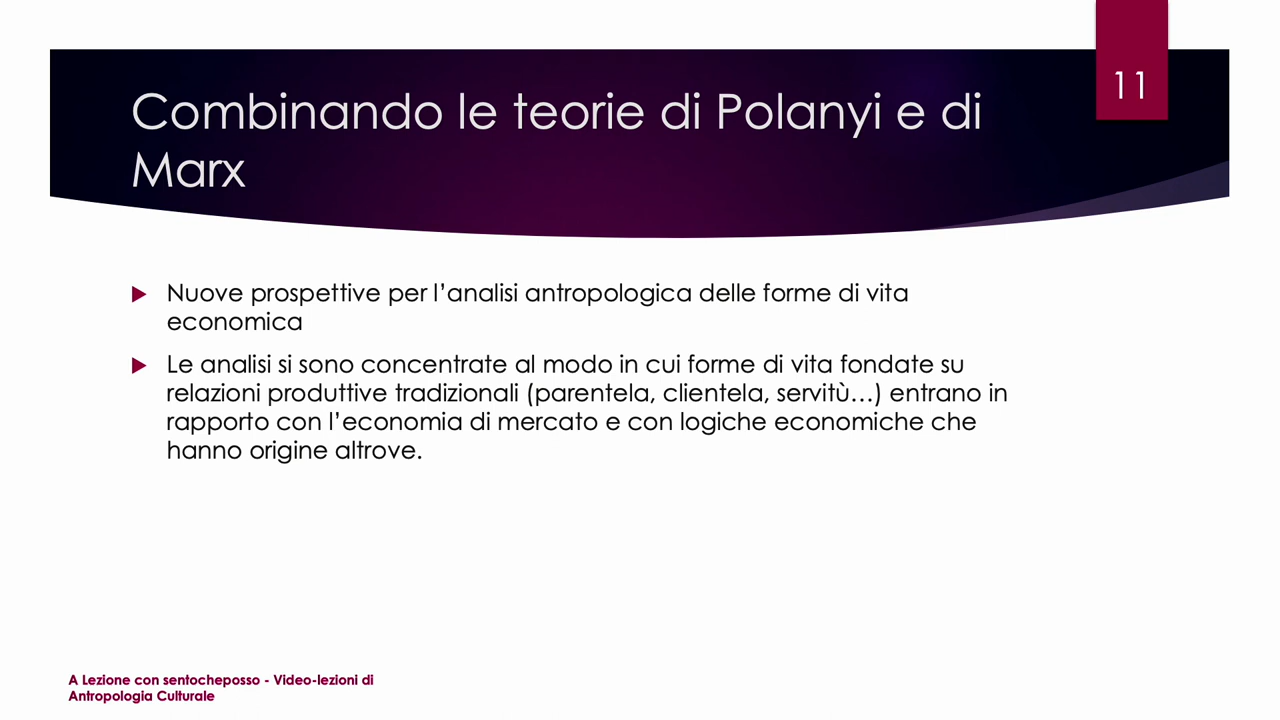 11
Combinando le teorie di Polanyi e di
Marx
Nuove prospettive per l’analisi antropologica delle forme di vita
economica
Le analisi si sono concentrate al modo in cui forme di vita fondate su
relazioni produttive tradizionali (parentela, clientela, servitù…) entrano in
rapporto con l’economia di mercato e con logiche economiche che
hanno origine altrove.
A Lezione con sentocheposso - Video-lezioni di
Antropologia Culturale